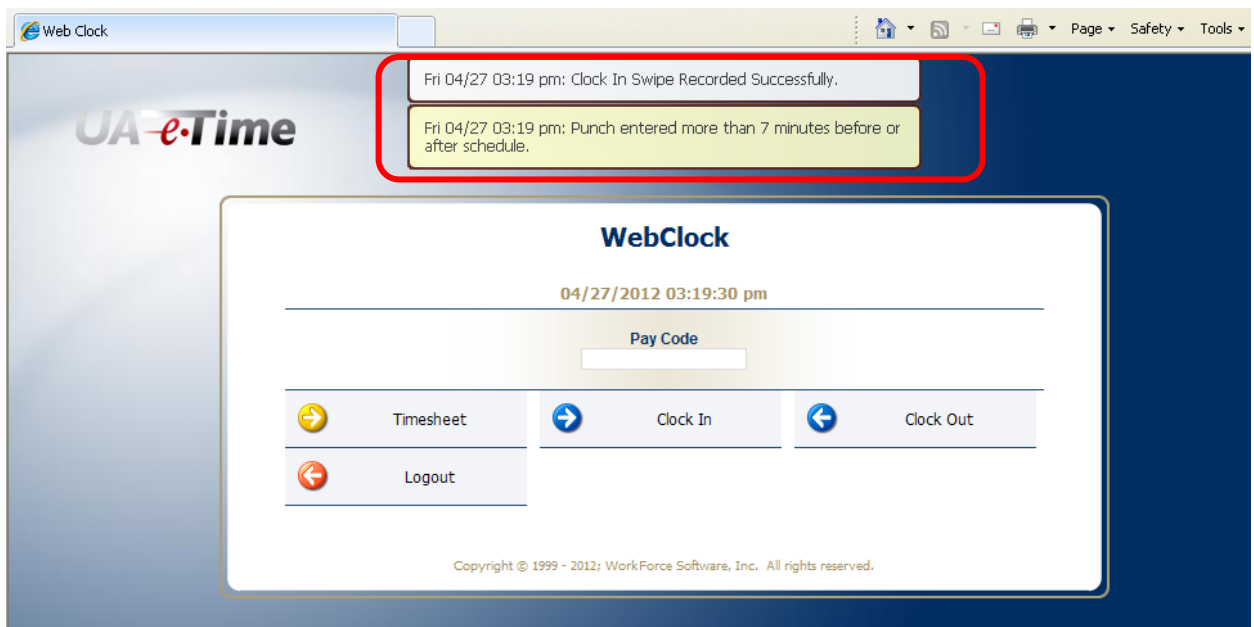 Web Clock
Page Safety Tools
Fri 04/27 03:19 pm: Clock In Swipe Recorded Successfully.
UA e·Time
Fri 04/27 03:19 pm: Punch entered more than 7 minutes before or
after schedule.
WebClock
04/27/2012 03:19:30 pm
Pay Code
Timesheet Clock In Clock Out
Logout
Copyright © 1999 - 2012; WorkForce Software, Inc. All rights reserved.